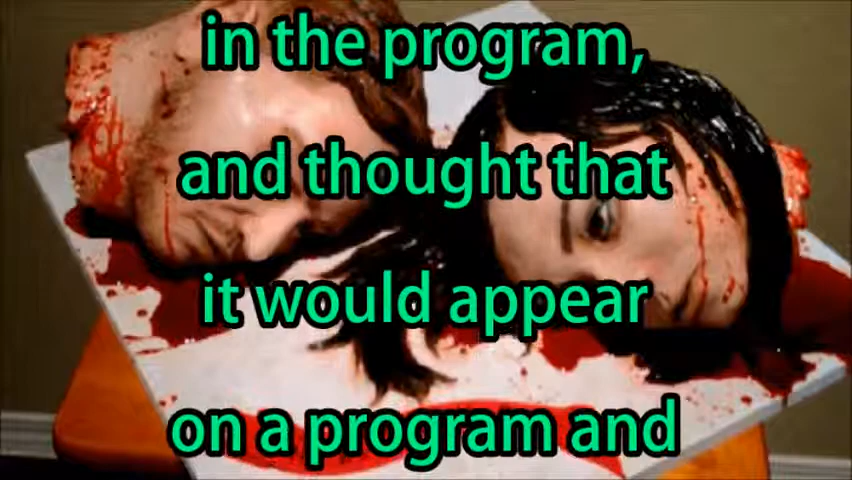 in the program,
and thought that
it would appear
on a program and